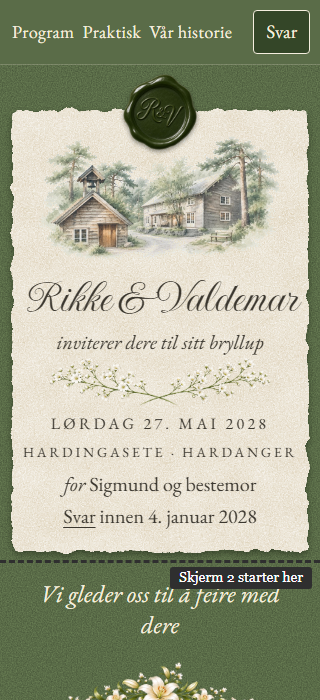 Program Praktisk Vår historie Svar
R&V
Rikke & Valdemar
inviterer dere til sitt bryllup
LØRDAG 27. MAI 2028
HARDINGASETE · HARDANGER
for Sigmund og bestemor
Svar innen 4. januar 2028
Skjerm 2 starter her
Vi gleder oss til å feire med
dere